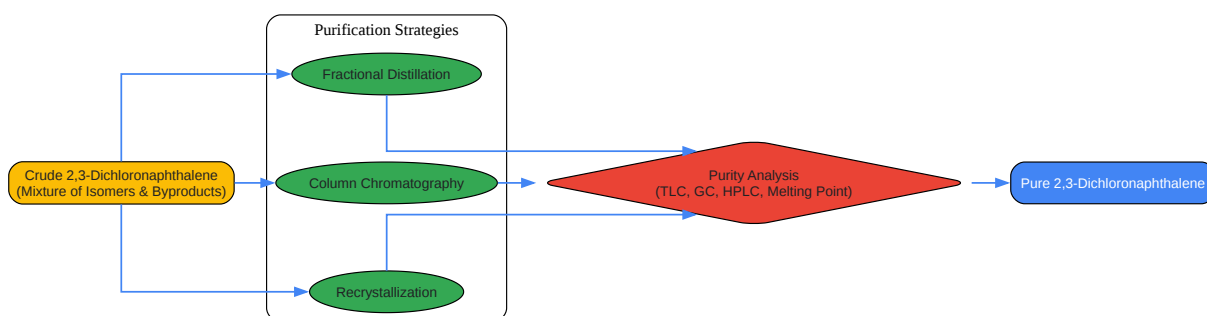 Purification Strategies
Fractional Distillation
Crude 2,3-Dichloronaphthalene
(Mixture of Isomers & Byproducts)
Column Chromatography
Purity Analysis
(TLC, GC, HPLC, Melting Point)
Pure 2,3-Dichloronaphthalene
Recrystallization